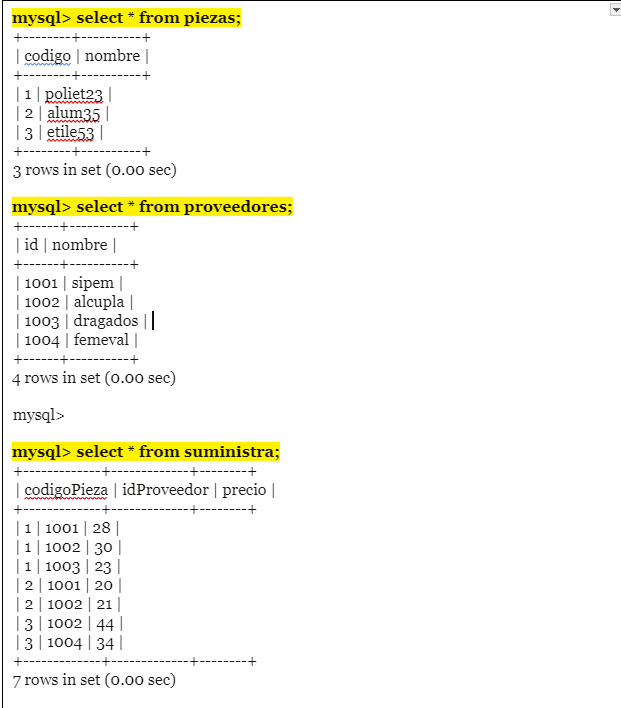 mysql> select * from piezas;
+--------+----------+
| codigo | nombre |
+--------+----------+
| 1 | poliet23 |
| 2 | alum35 |
| 3 | etile53 |
+--------+----------+
3 rows in set (0.00 sec)
mysql> select * from proveedores;
+------+----------+
| id | nombre |
+------+----------+
| 1001 | sipem |
| 1002 | alcupla |
| 1003 | dragados |
| 1004 | femeval |
+------+----------+
4 rows in set (0.00 sec)
mysql>
mysql> select * from suministra;
+-------------+-------------+--------+
| codigoPieza | idProveedor | precio |
+-------------+-------------+--------+
| 1 | 1001 | 28 |
| 1 | 1002 | 30 |
| 1 | 1003 | 23 |
| 2 | 1001 | 20 |
| 2 | 1002 | 21 |
| 3 | 1002 | 44 |
| 3 | 1004 | 34 |
+-------------+-------------+--------+
7 rows in set (0.00 sec)